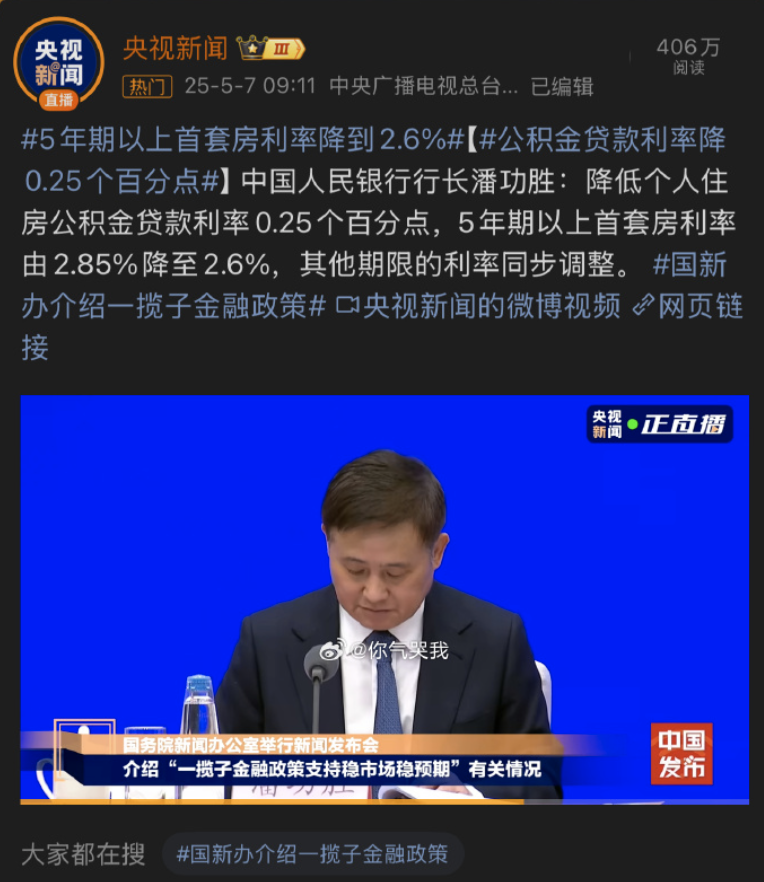 央视
新闻
直播
央视新闻 III
406万
阅读
热门 25-5-7 09:11 中央广播电视总台... 已编辑
#5年期以上首套房利率降到2.6%#【#公积金贷款利率降
0.25个百分点#】中国人民银行行长潘功胜：降低个人住
房公积金贷款利率0.25个百分点，5年期以上首套房利率
由2.85%降至2.6%，其他期限的利率同步调整。 #国新
办介绍一揽子金融政策# 央视新闻的微博视频 网页链
接
央视
新闻
正直播
@你气哭我
国务院新闻办公室举行新闻发布会
介绍“一揽子金融政策支持稳市场稳预期”有关情况
中国
发布
大家都在搜 #国新办介绍一揽子金融政策